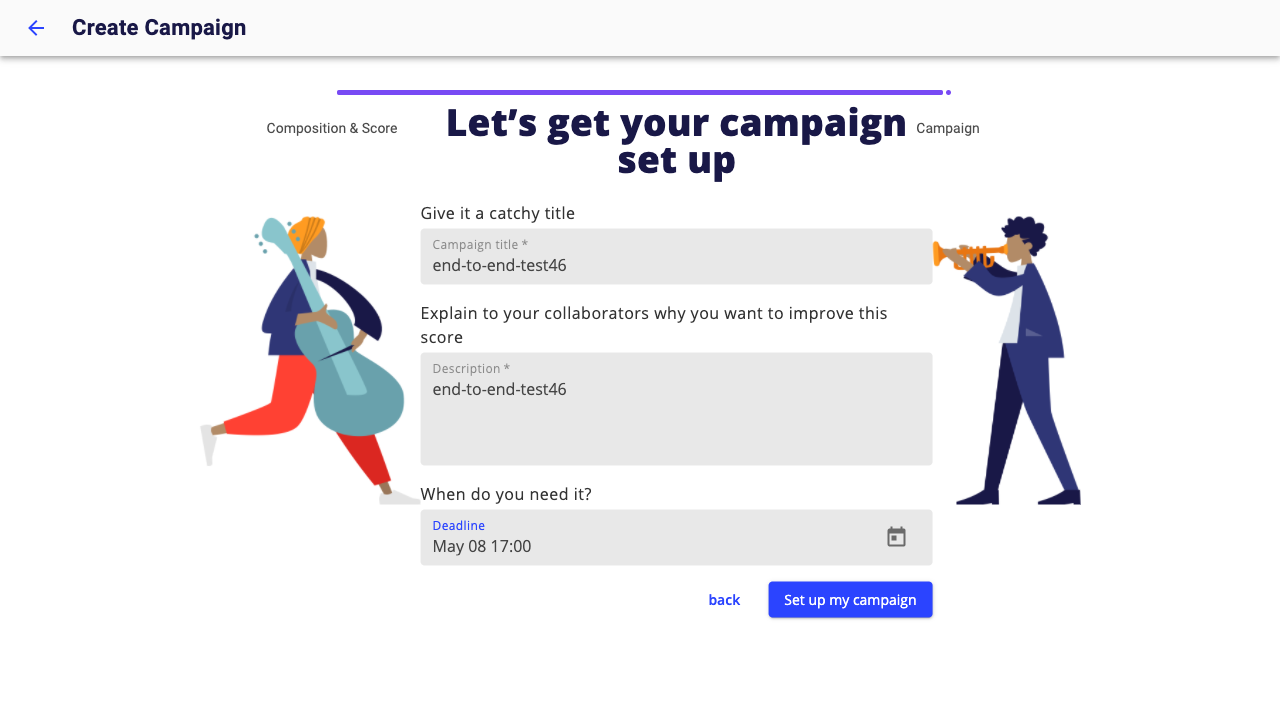 Create Campaign
Composition & Score
Let’s get your campaign
set up
Campaign
Give it a catchy title
Campaign title *
end-to-end-test46
Explain to your collaborators why you want to improve this
score
Description *
end-to-end-test46
When do you need it?
Deadline
May 08 17:00
back
Set up my campaign